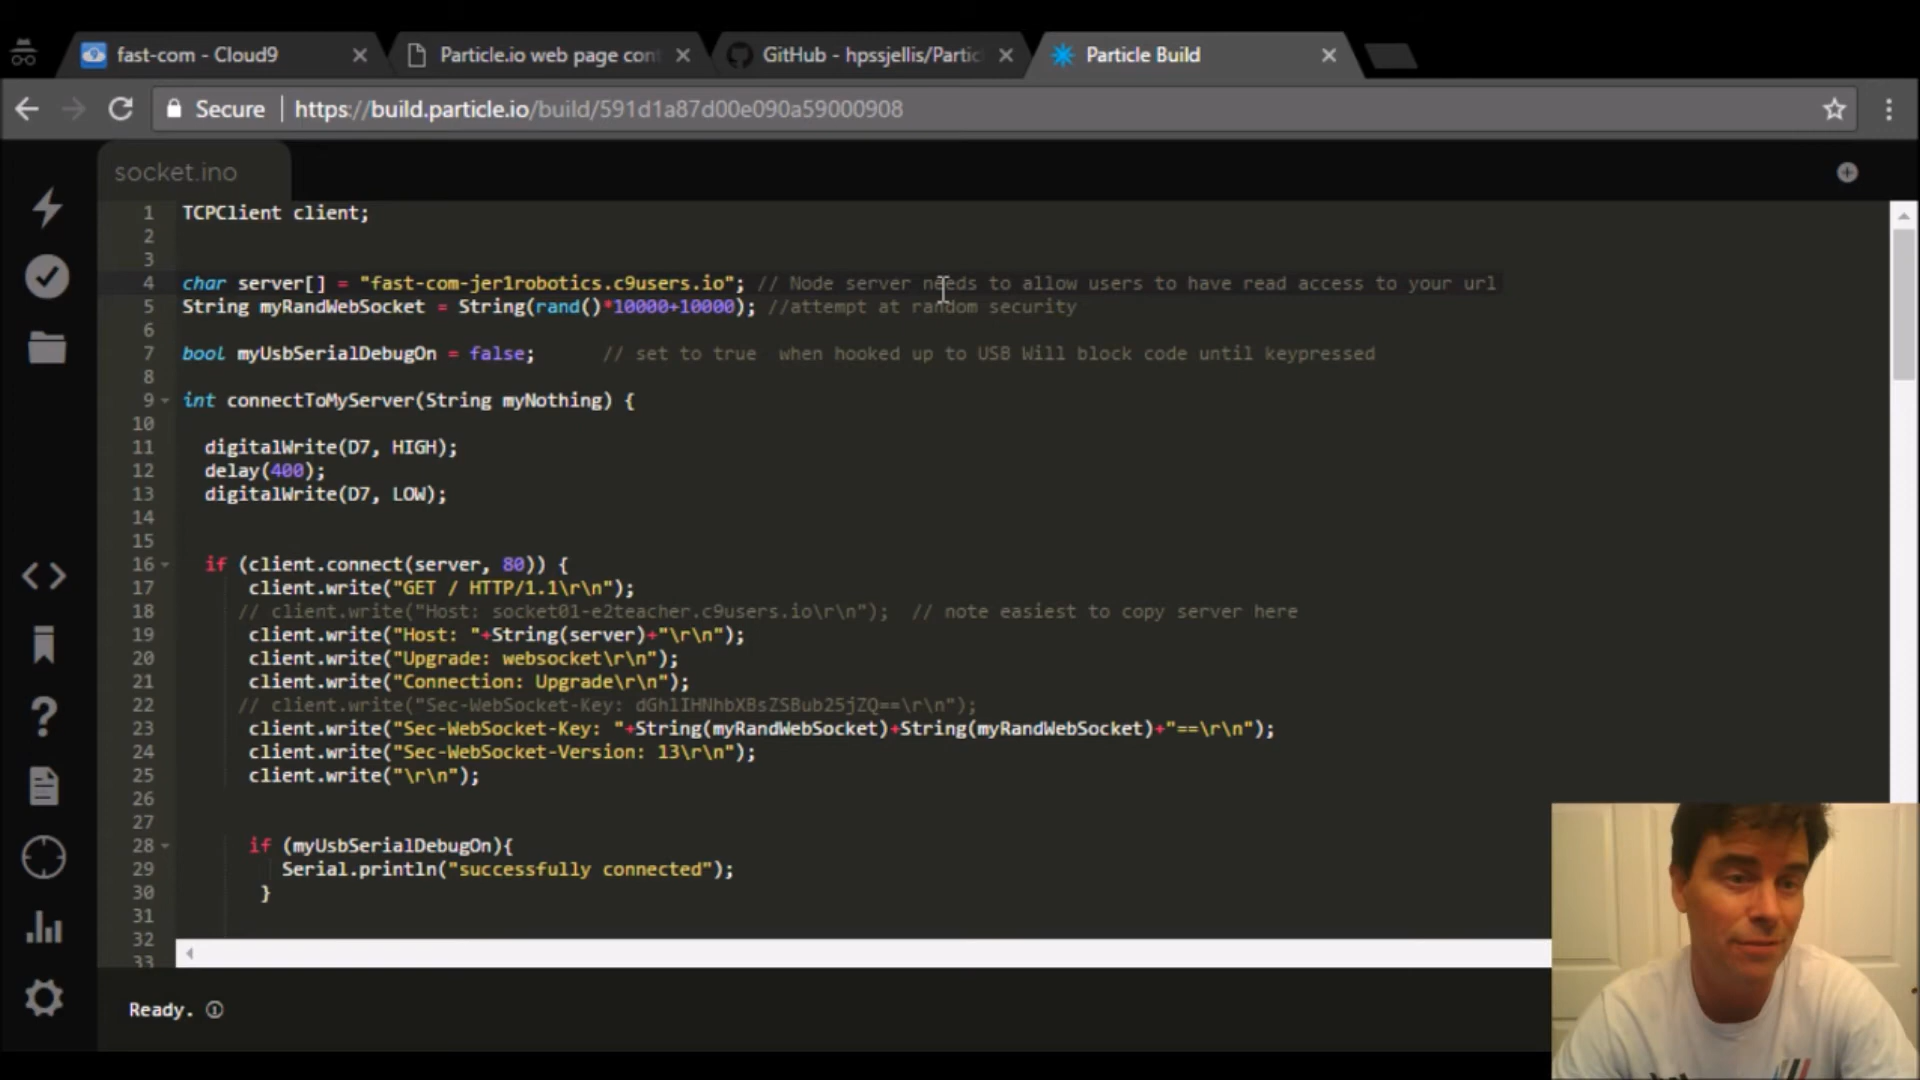 fast-com - Cloud9
Particle.io web page cont
GitHub - hpssjellis/Partic
Particle Build
Secure
https://build.particle.io/build/591d1a87d00e090a59000908
socket.ino
1 TCPClient client;
2
3
4 char server[] = "fast-com-jer1robotics.c9users.io"; // Node server needs to allow users to have read access to your url
5 String myRandWebSocket = String(rand()*10000+10000); //attempt at random security
6
7 bool myUsbSerialDebugOn = false; // set to true when hooked up to USB Will block code until keypressed
8
9 int connectToMyServer(String myNothing) {
10
11 digitalWrite(D7, HIGH);
12 delay(400);
13 digitalWrite(D7, LOW);
14
15
16 if (client.connect(server, 80)) {
17 client.write("GET / HTTP/1.1\r\n");
18 // client.write("Host: socket01-e2teacher.c9users.io\r\n"); // note easiest to copy server here
19 client.write("Host: "+String(server)+"\r\n");
20 client.write("Upgrade: websocket\r\n");
21 client.write("Connection: Upgrade\r\n");
22 // client.write("Sec-WebSocket-Key: dGhlIHNhbXBsZSBub25jZQ==\r\n");
23 client.write("Sec-WebSocket-Key: "+String(myRandWebSocket)+String(myRandWebSocket)+"==\r\n");
24 client.write("Sec-WebSocket-Version: 13\r\n");
25 client.write("\r\n");
26
27
28 if (myUsbSerialDebugOn){
29 Serial.println("successfully connected");
30 }
31
32
33
Ready.